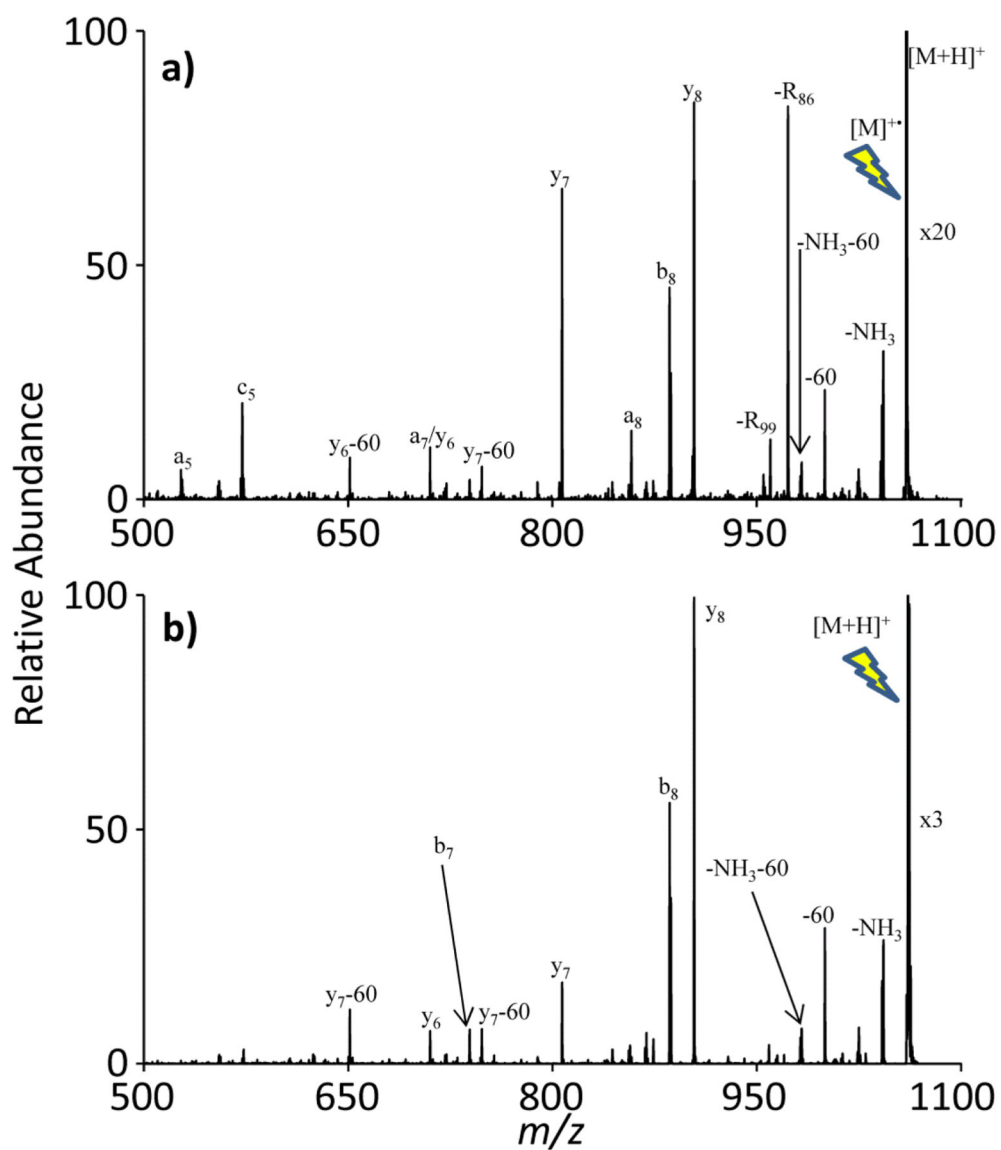 Relative Abundance
100
a)
[M+H]⁺
-R₈₆
y₈
[M]⁺•
y₇
x20
-NH₃-60
50
b₈
-NH₃
-60
c₅
a₈
-R₉₉
y₆-60
a₇/y₆
y₇-60
a₅
0
500
650
800
950
1100
100
b)
y₈
[M+H]⁺
b₈
50
x3
b₇
-NH₃-60
-60
-NH₃
y₇
y₇-60
y₆
y₇-60
0
500
650
800
950
1100
m/z